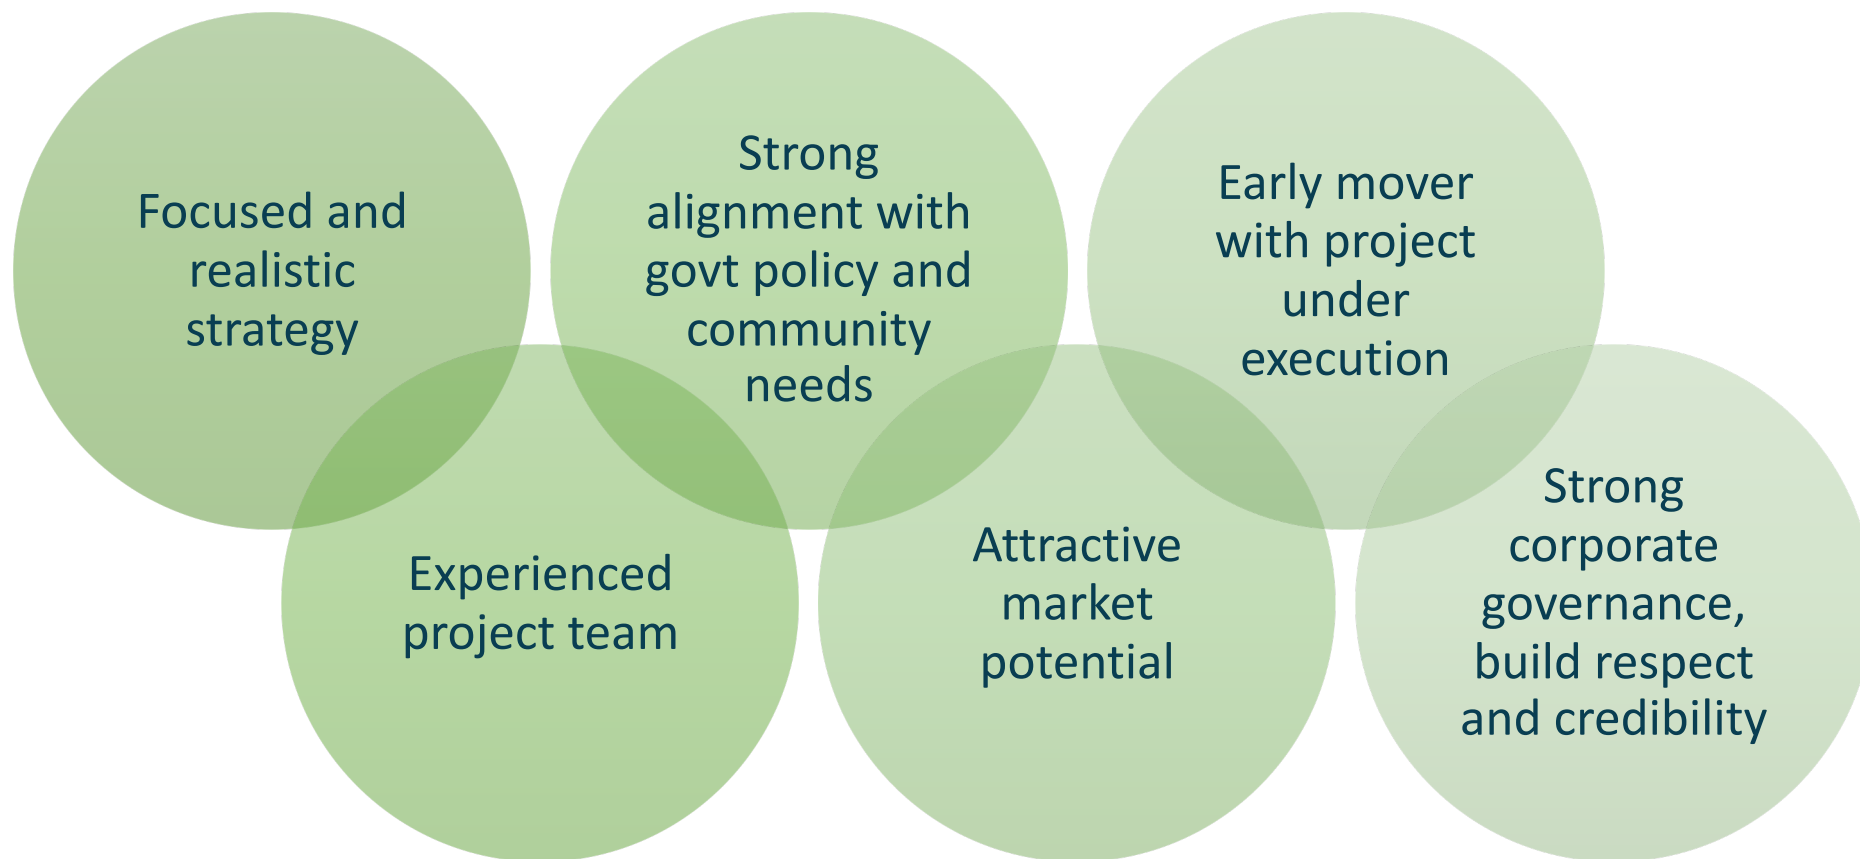 Focused and
realistic
strategy
Experienced
project team
Strong
alignment with
govt policy and
community
needs
Attractive
market
potential
Early mover
with project
under
execution
Strong
corporate
governance,
build respect
and credibility